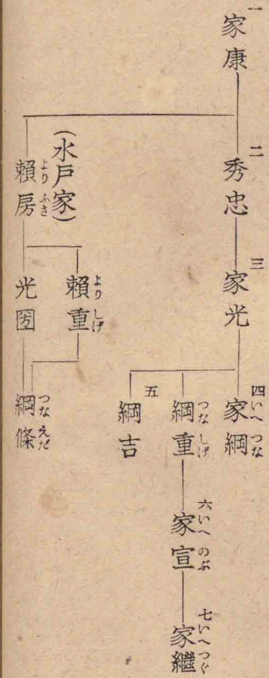 一
家康
二
秀忠
三
家光
四
家綱
いへつな
綱重
つなしげ
五
綱吉
六
家宣
いへのぶ
七
家繼
いへつぐ
(水戸家)
賴房
よりふさ
賴重
よりしげ
光圀
綱條
つなえだ